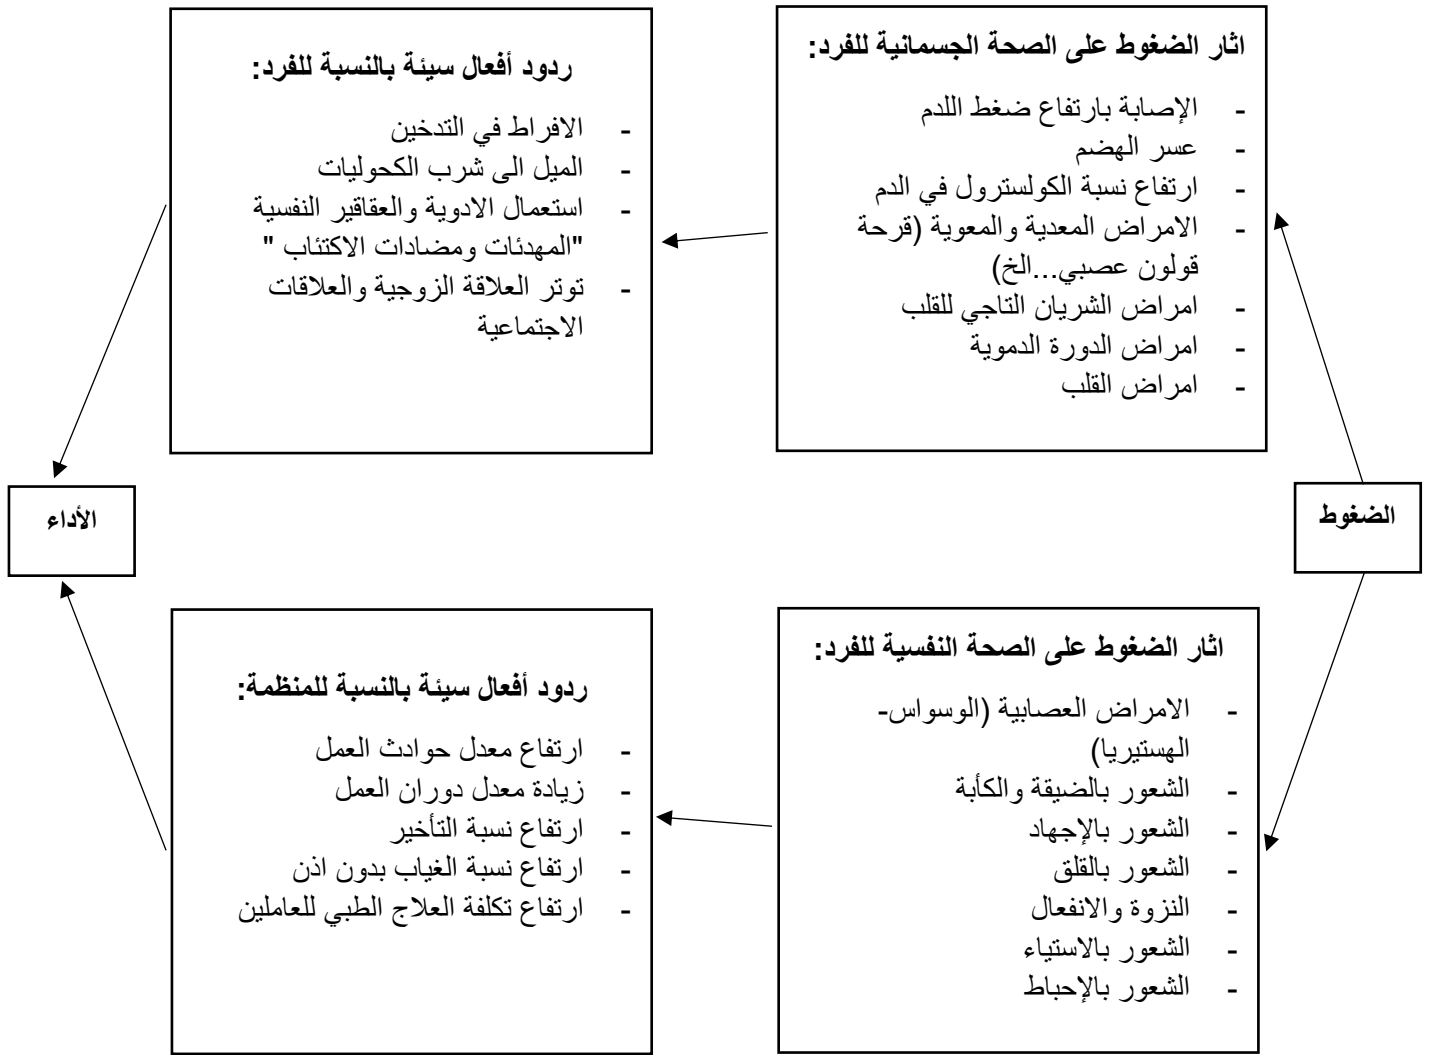 اثار الضغوط على الصحة الجسمانية للفرد:
- الإصابة بارتفاع ضغط اللدم
- عسر الهضم
- ارتفاع نسبة الكولسترول في الدم
- الامراض المعدية والمعوية (قرحة
قولون عصبي...الخ)
- امراض الشريان التاجي للقلب
- امراض الدورة الدموية
- امراض القلب
ردود أفعال سيئة بالنسبة للفرد:
- الافراط في التدخين
- الميل الى شرب الكحوليات
- استعمال الادوية والعقاقير النفسية
"المهدئات ومضادات الاكتئاب "
- توتر العلاقة الزوجية والعلاقات
الاجتماعية
الضغوط
الأداء
اثار الضغوط على الصحة النفسية للفرد:
- الامراض العصابية (الوسواس-
الهستيريا)
- الشعور بالضيقة والكأبة
- الشعور بالإجهاد
- الشعور بالقلق
- النزوة والانفعال
- الشعور بالاستياء
- الشعور بالإحباط
ردود أفعال سيئة بالنسبة للمنظمة:
- ارتفاع معدل حوادث العمل
- زيادة معدل دوران العمل
- ارتفاع نسبة التأخير
- ارتفاع نسبة الغياب بدون اذن
- ارتفاع تكلفة العلاج الطبي للعاملين